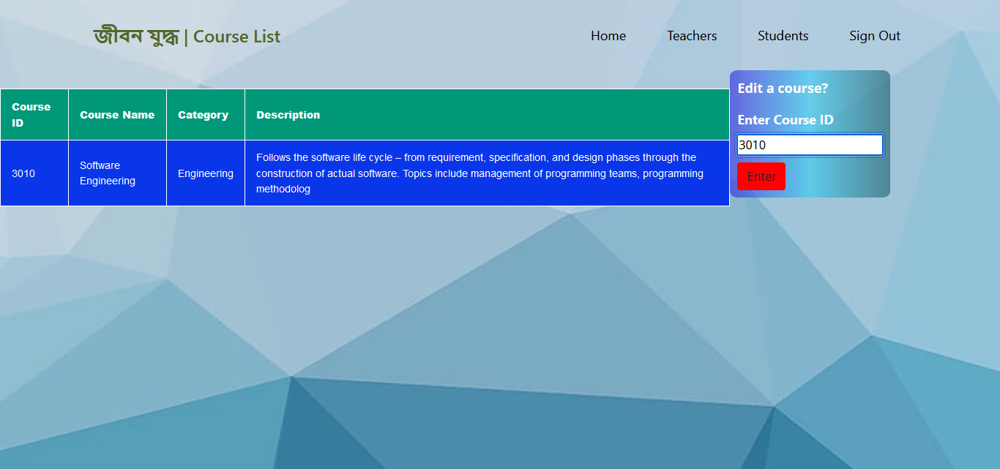 জীবন যুদ্ধ | Course List
Home Teachers Students Sign Out
Edit a course?
Enter Course ID
3010
Enter
Course ID Course Name Category Description
3010 Software Engineering Engineering Follows the software life cycle – from requirement, specification, and design phases through the
construction of actual software. Topics include management of programming teams, programming
methodolog